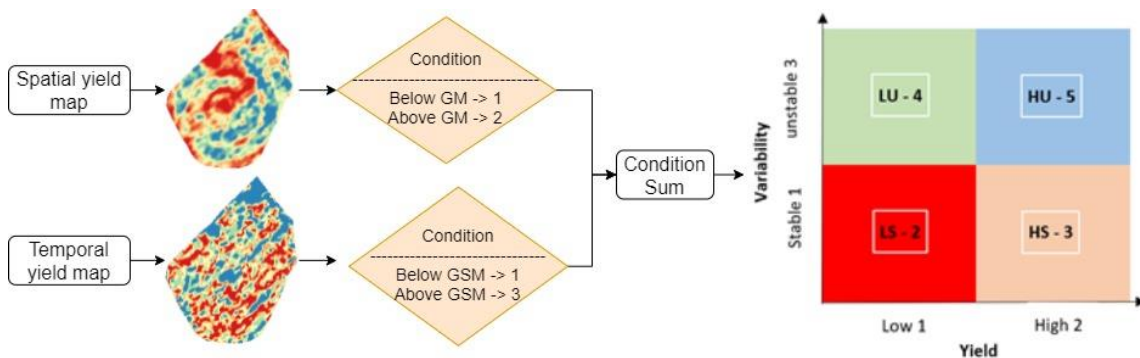 Spatial yield
map
Condition
Below GM -> 1
Above GM -> 2
Temporal
yield map
Condition
Below GSM -> 1
Above GSM -> 3
Condition
Sum
Variability
unstable 3
Stable 1
LU - 4
HU - 5
LS - 2
HS - 3
Low 1
High 2
Yield